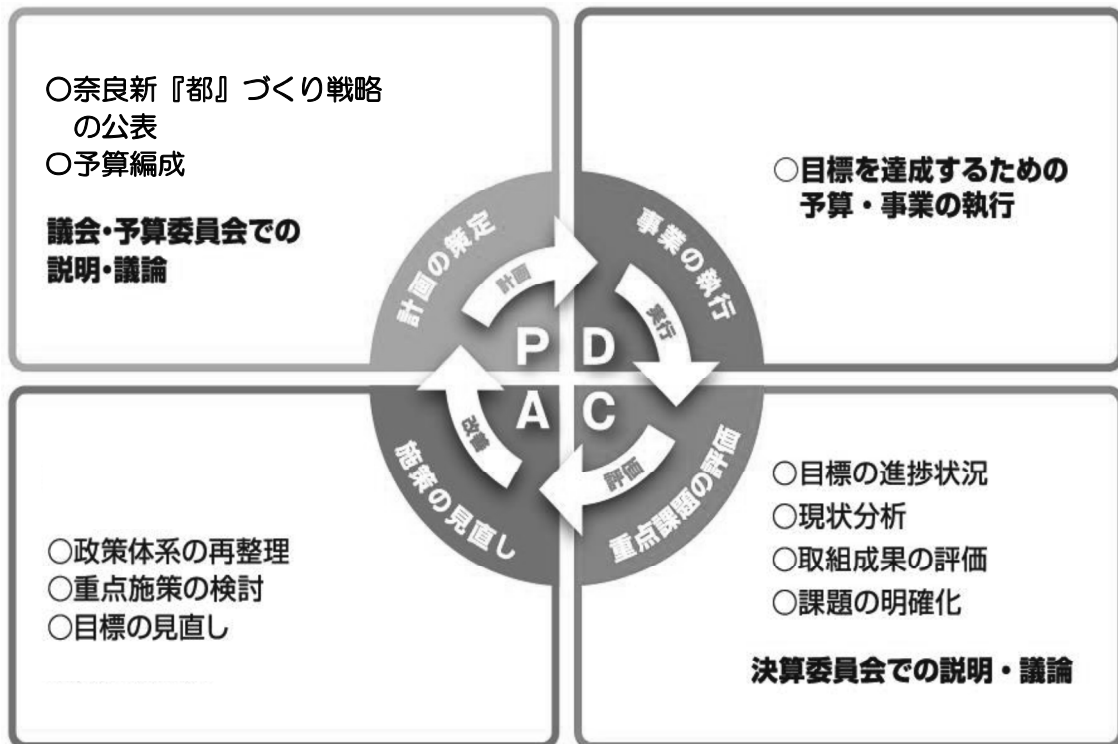 ○奈良新『都』づくり戦略
の公表
○予算編成
議会・予算委員会での
説明・議論
○目標を達成するための
予算・事業の執行
計画の策定
計画
P
事業の執行
実行
D
施策の見直し
改善
A
重点課題の評価
評価
C
○政策体系の再整理
○重点施策の検討
○目標の見直し
○目標の進捗状況
○現状分析
○取組成果の評価
○課題の明確化
決算委員会での説明・議論